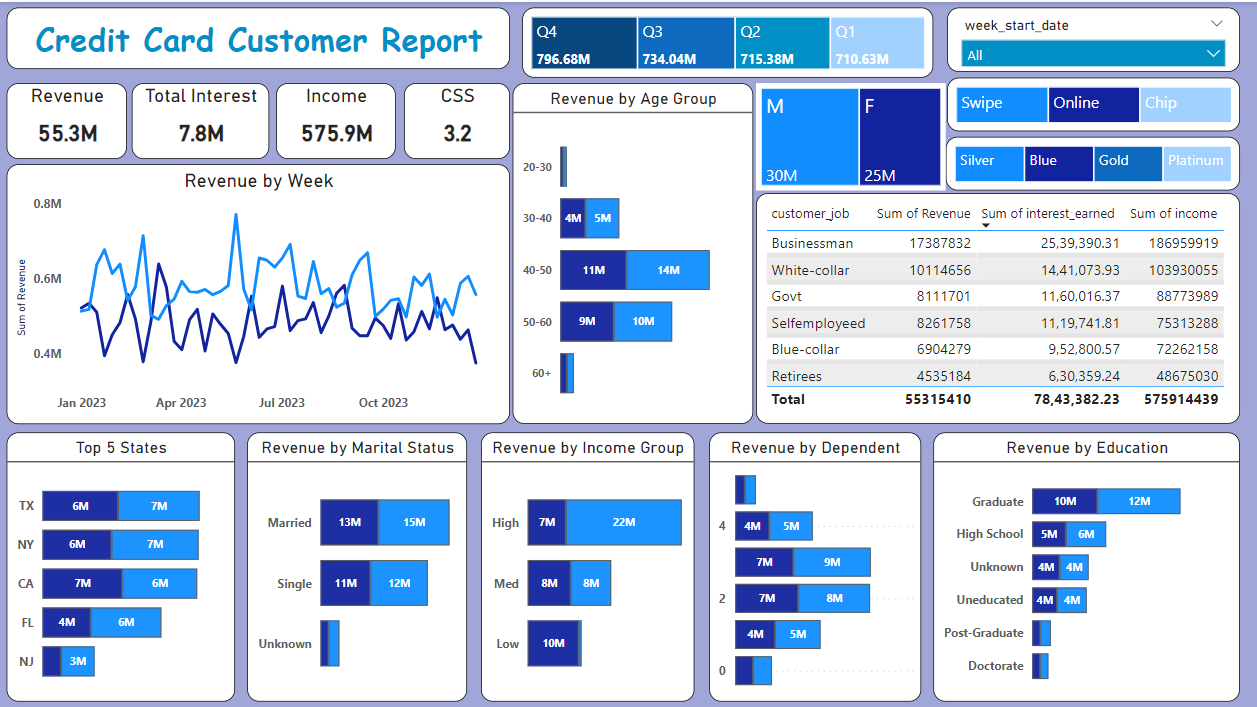 Credit Card Customer Report
Q4
796.68M
Q3
734.04M
Q2
715.38M
Q1
710.63M
week_start_date
All
Revenue
55.3M
Total Interest
7.8M
Income
575.9M
CSS
3.2
Swipe
Online
Chip
Silver
Blue
Gold
Platinum
M
30M
F
25M
Revenue by Week
Sum of Revenue
0.8M
0.6M
0.4M
Jan 2023 Apr 2023 Jul 2023 Oct 2023
Revenue by Age Group
20-30
30-40 4M 5M
40-50 11M 14M
50-60 9M 10M
60+
customer_job Sum of Revenue Sum of interest_earned Sum of income
Businessman 17387832 25,39,390.31 186959919
White-collar 10114656 14,41,073.93 103930055
Govt 8111701 11,60,016.37 88773989
Selfemployeed 8261758 11,19,741.81 75313288
Blue-collar 6904279 9,52,800.57 72262158
Retirees 4535184 6,30,359.24 48675030
Total 55315410 78,43,382.23 575914439
Top 5 States
TX 6M 7M
NY 6M 7M
CA 7M 6M
FL 4M 6M
NJ 3M
Revenue by Marital Status
Married 13M 15M
Single 11M 12M
Unknown
Revenue by Income Group
High 7M 22M
Med 8M 8M
Low 10M
Revenue by Dependent
4 4M 5M
7M 9M
2 7M 8M
4M 5M
0
Revenue by Education
Graduate 10M 12M
High School 5M 6M
Unknown 4M 4M
Uneducated 4M 4M
Post-Graduate
Doctorate